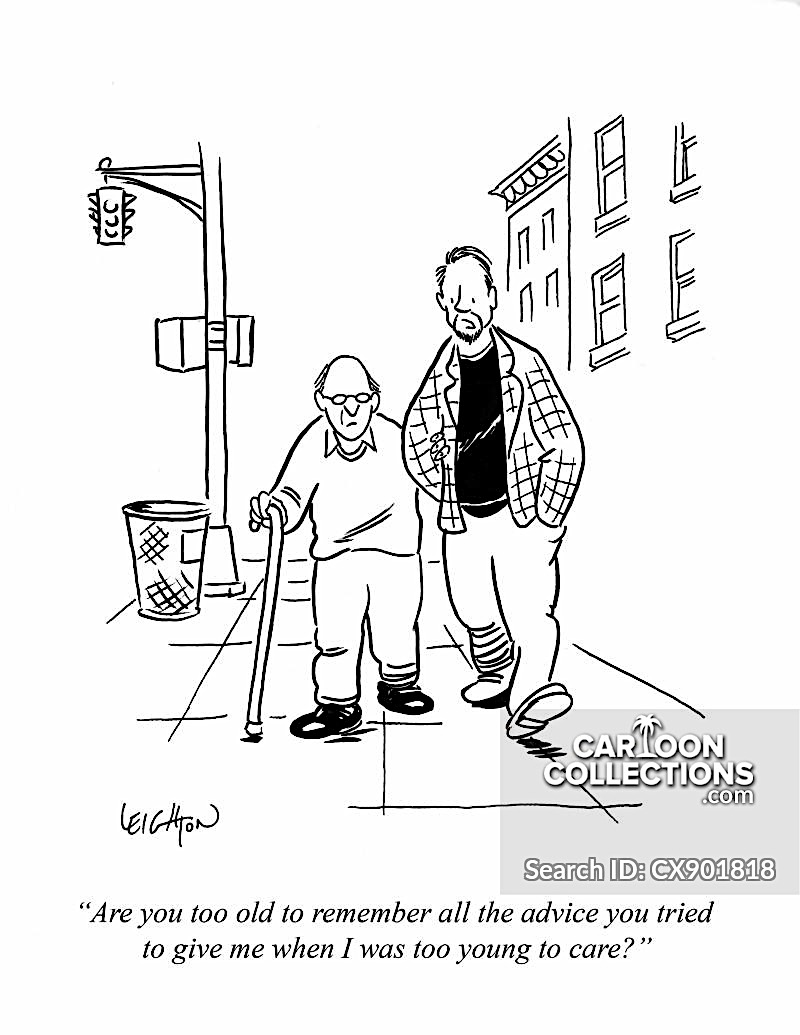 LEIGHTON
CARTOON
COLLECTIONS
.com
Search ID: CX901818
“Are you too old to remember all the advice you tried
to give me when I was too young to care?”